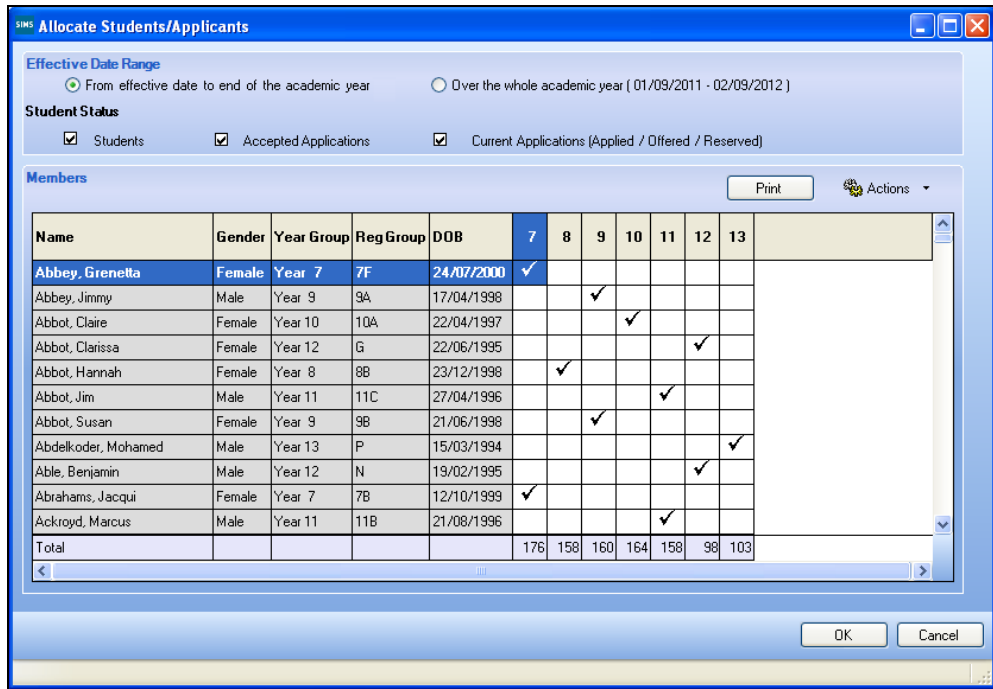 SIMS Allocate Students/Applicants
Effective Date Range
From effective date to end of the academic year Over the whole academic year ( 01/09/2011 - 02/09/2012 )
Student Status
Students Accepted Applications Current Applications (Applied / Offered / Reserved)
Members
Print Actions
Name Gender Year Group Reg Group DOB 7 8 9 10 11 12 13
Abbey, Grenetta Female Year 7 7F 24/07/2000 ✓
Abbey, Jimmy Male Year 9 9A 17/04/1998 ✓
Abbot, Claire Female Year 10 10A 22/04/1997 ✓
Abbot, Clarissa Female Year 12 G 22/06/1995 ✓
Abbot, Hannah Female Year 8 8B 23/12/1998 ✓
Abbot, Jim Male Year 11 11C 27/04/1996 ✓
Abbot, Susan Female Year 9 9B 21/06/1998 ✓
Abdelkoder, Mohamed Male Year 13 P 15/03/1994 ✓
Able, Benjamin Male Year 12 N 19/02/1995 ✓
Abrahams, Jacqui Female Year 7 7B 12/10/1999 ✓
Ackroyd, Marcus Male Year 11 11B 21/08/1996 ✓
Total 176 158 160 164 158 98 103
OK Cancel